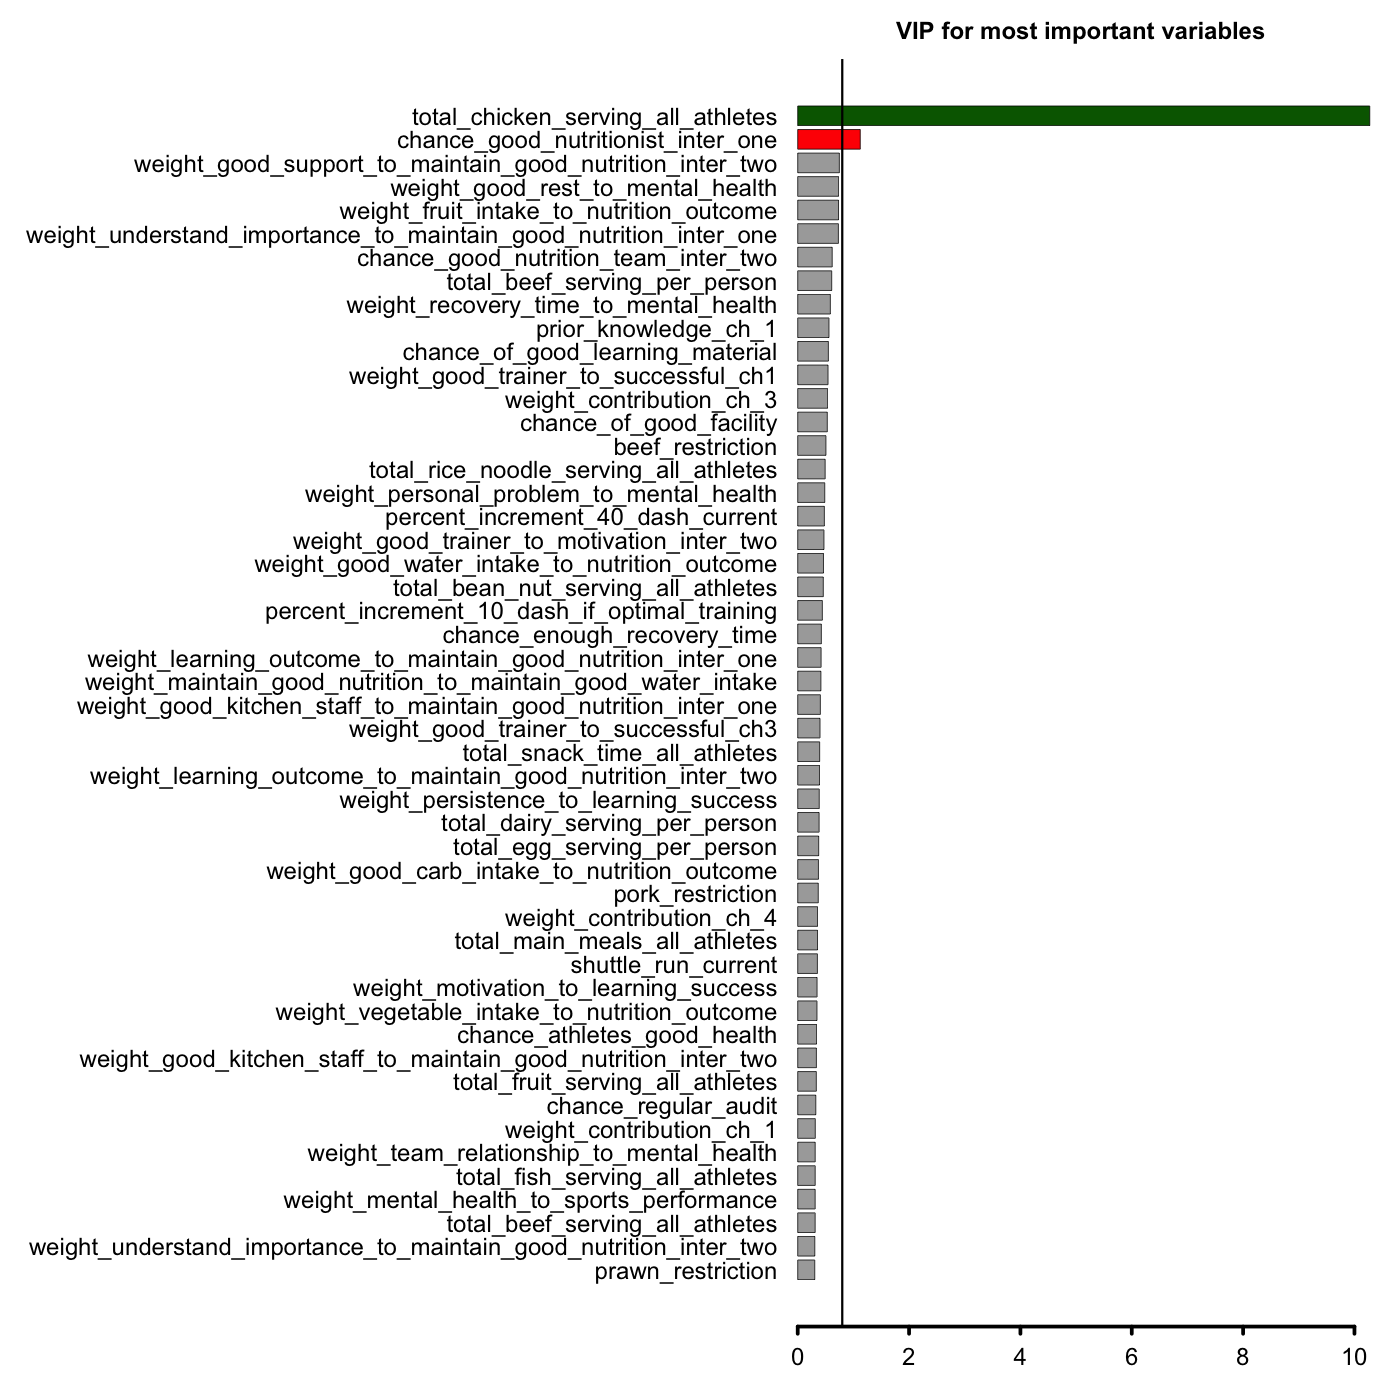 VIP for most important variables
total_chicken_serving_all_athletes
chance_good_nutritionist_inter_one
weight_good_support_to_maintain_good_nutrition_inter_two
weight_good_rest_to_mental_health
weight_fruit_intake_to_nutrition_outcome
weight_understand_importance_to_maintain_good_nutrition_inter_one
chance_good_nutrition_team_inter_two
total_beef_serving_per_person
weight_recovery_time_to_mental_health
prior_knowledge_ch_1
chance_of_good_learning_material
weight_good_trainer_to_successful_ch1
weight_contribution_ch_3
chance_of_good_facility
beef_restriction
total_rice_noodle_serving_all_athletes
weight_personal_problem_to_mental_health
percent_increment_40_dash_current
weight_good_trainer_to_motivation_inter_two
weight_good_water_intake_to_nutrition_outcome
total_bean_nut_serving_all_athletes
percent_increment_10_dash_if_optimal_training
chance_enough_recovery_time
weight_learning_outcome_to_maintain_good_nutrition_inter_one
weight_maintain_good_nutrition_to_maintain_good_water_intake
weight_good_kitchen_staff_to_maintain_good_nutrition_inter_one
weight_good_trainer_to_successful_ch3
total_snack_time_all_athletes
weight_learning_outcome_to_maintain_good_nutrition_inter_two
weight_persistence_to_learning_success
total_dairy_serving_per_person
total_egg_serving_per_person
weight_good_carb_intake_to_nutrition_outcome
pork_restriction
weight_contribution_ch_4
total_main_meals_all_athletes
shuttle_run_current
weight_motivation_to_learning_success
weight_vegetable_intake_to_nutrition_outcome
chance_athletes_good_health
weight_good_kitchen_staff_to_maintain_good_nutrition_inter_two
total_fruit_serving_all_athletes
chance_regular_audit
weight_contribution_ch_1
weight_team_relationship_to_mental_health
total_fish_serving_all_athletes
weight_mental_health_to_sports_performance
total_beef_serving_all_athletes
weight_understand_importance_to_maintain_good_nutrition_inter_two
prawn_restriction
0 2 4 6 8 10